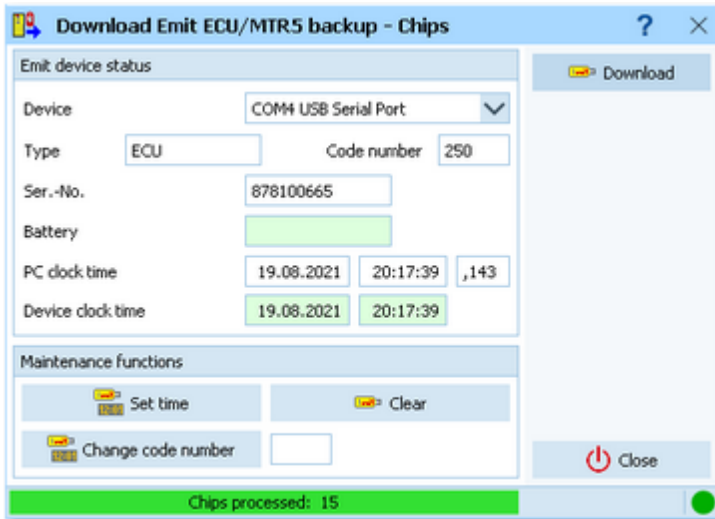 Download Emit ECU/MTR5 backup - Chips ?
Emit device status
Download
Device COM4 USB Serial Port
Type ECU Code number 250
Ser.-No. 878100665
Battery
PC clock time 19.08.2021 20:17:39 ,143
Device clock time 19.08.2021 20:17:39
Maintenance functions
Set time Clear
Change code number
Close
Chips processed: 15